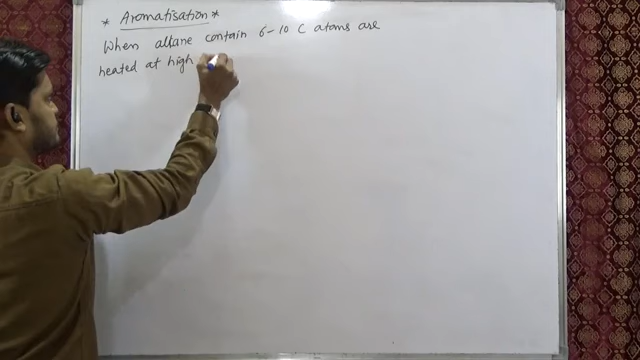 * Aromatisation *
When alkane contain 6-10 C atoms are
heated at high